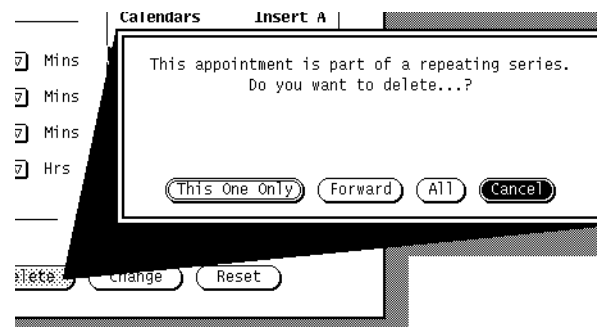 Calendars Insert A
Mins
This appointment is part of a repeating series.
Do you want to delete...?
Mins
Mins
Hrs
This One Only Forward All Cancel
elete Change Reset